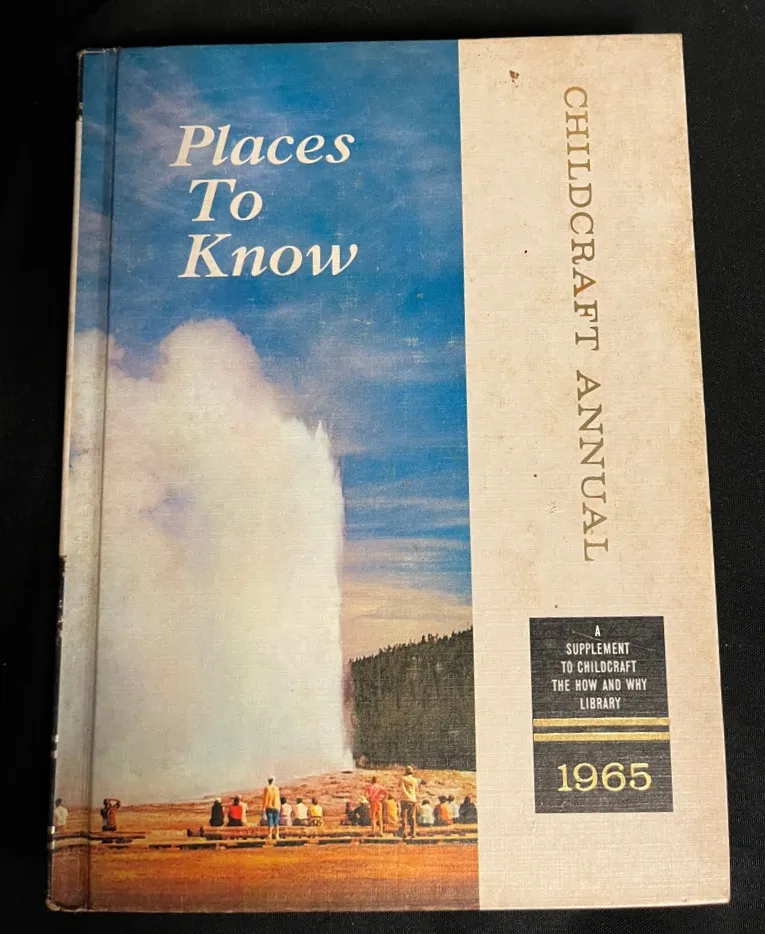 Places
To
Know
CHILDCRAFT ANNUAL
A
SUPPLEMENT
TO CHILDCRAFT
THE HOW AND WHY
LIBRARY
1965